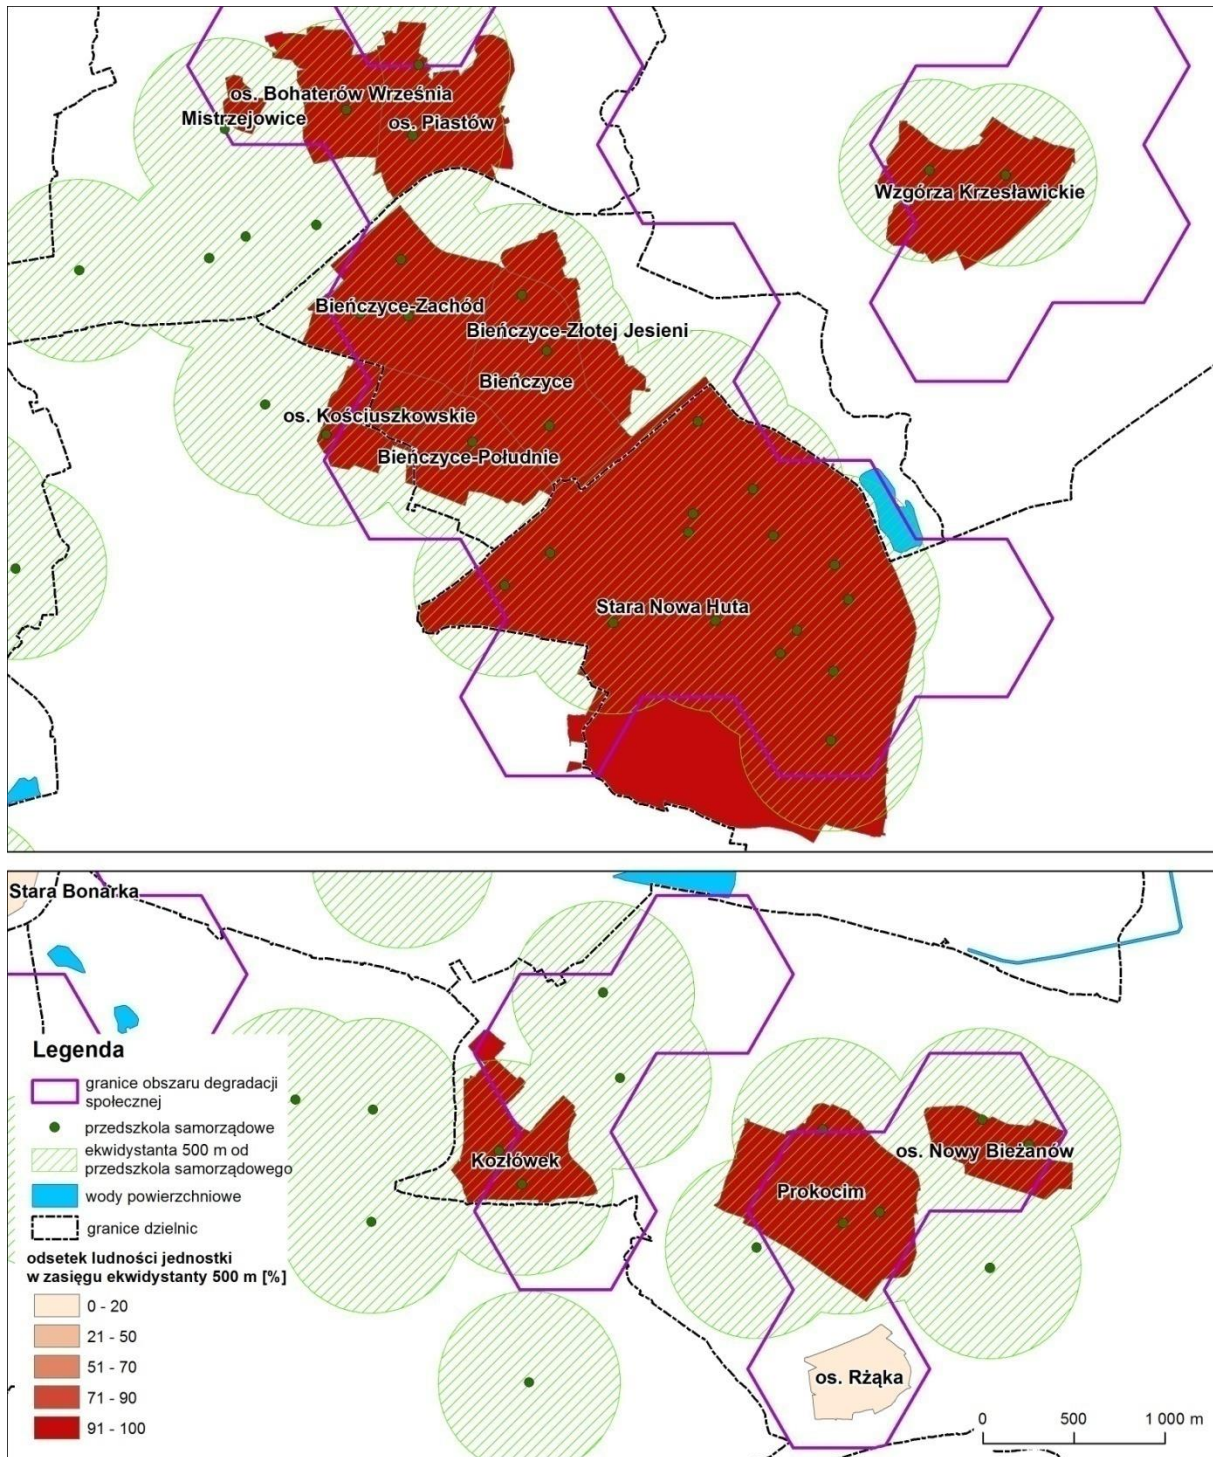 os. Bohaterów Września
Mistrzejowice
os. Piastów
Wzgórza Krzesławickie
Bieńczyce-Zachód
Bieńczyce-Złotej Jesieni
Bieńczyce
os. Kościuszkowskie
Bieńczyce-Południe
Stara Nowa Huta
Stara Bonarka
Legenda
granice obszaru degradacji
społecznej
przedszkola samorządowe
ekwidystanta 500 m od
przedszkola samorządowego
wody powierzchniowe
granice dzielnic
odsetek ludności jednostki
w zasięgu ekwidystanty 500 m [%]
0 - 20
21 - 50
51 - 70
71 - 90
91 - 100
Kozłówek
os. Nowy Bieżanów
Prokocim
os. Rżąka
0 500 1 000 m